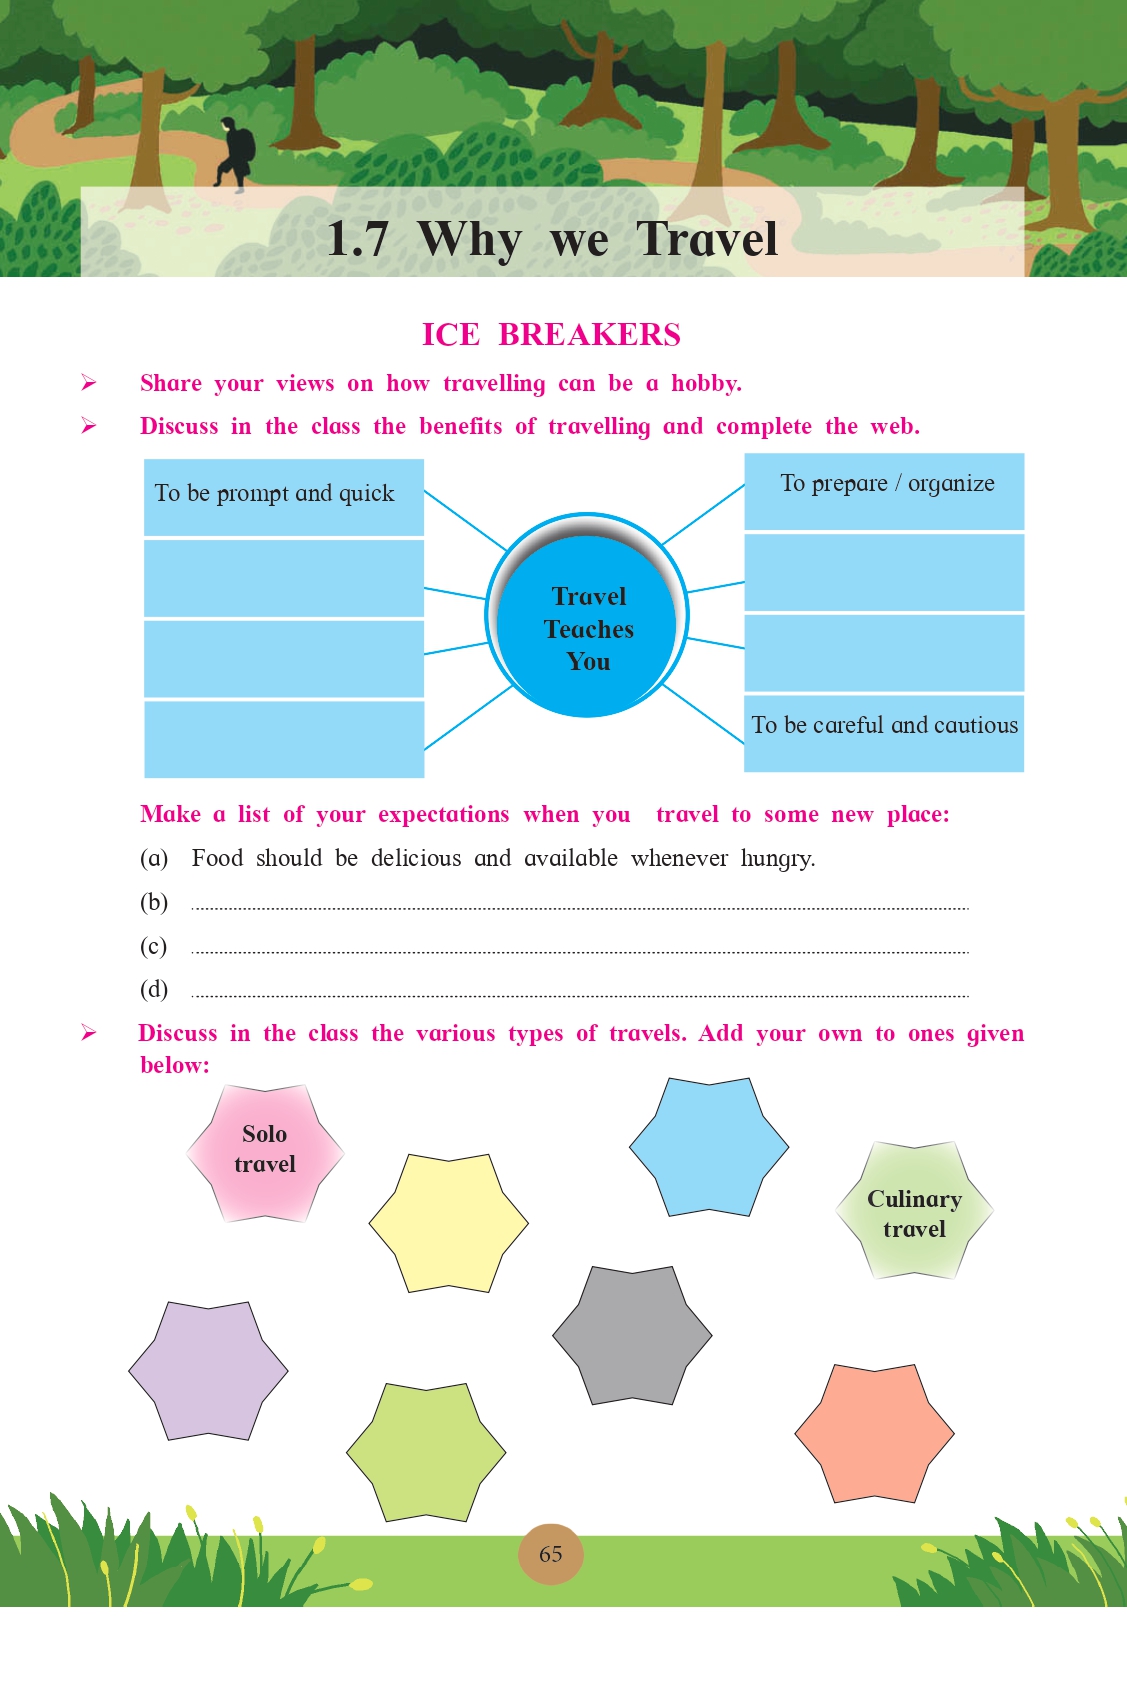 1.7 Why we Travel
ICE BREAKERS
➢ Share your views on how travelling can be a hobby.
➢ Discuss in the class the benefits of travelling and complete the web.
To be prompt and quick
To prepare / organize
Travel
Teaches
You
To be careful and cautious
Make a list of your expectations when you travel to some new place:
(a) Food should be delicious and available whenever hungry.
(b)
(c)
(d)
➢ Discuss in the class the various types of travels. Add your own to ones given
below:
Solo
travel
Culinary
travel
65